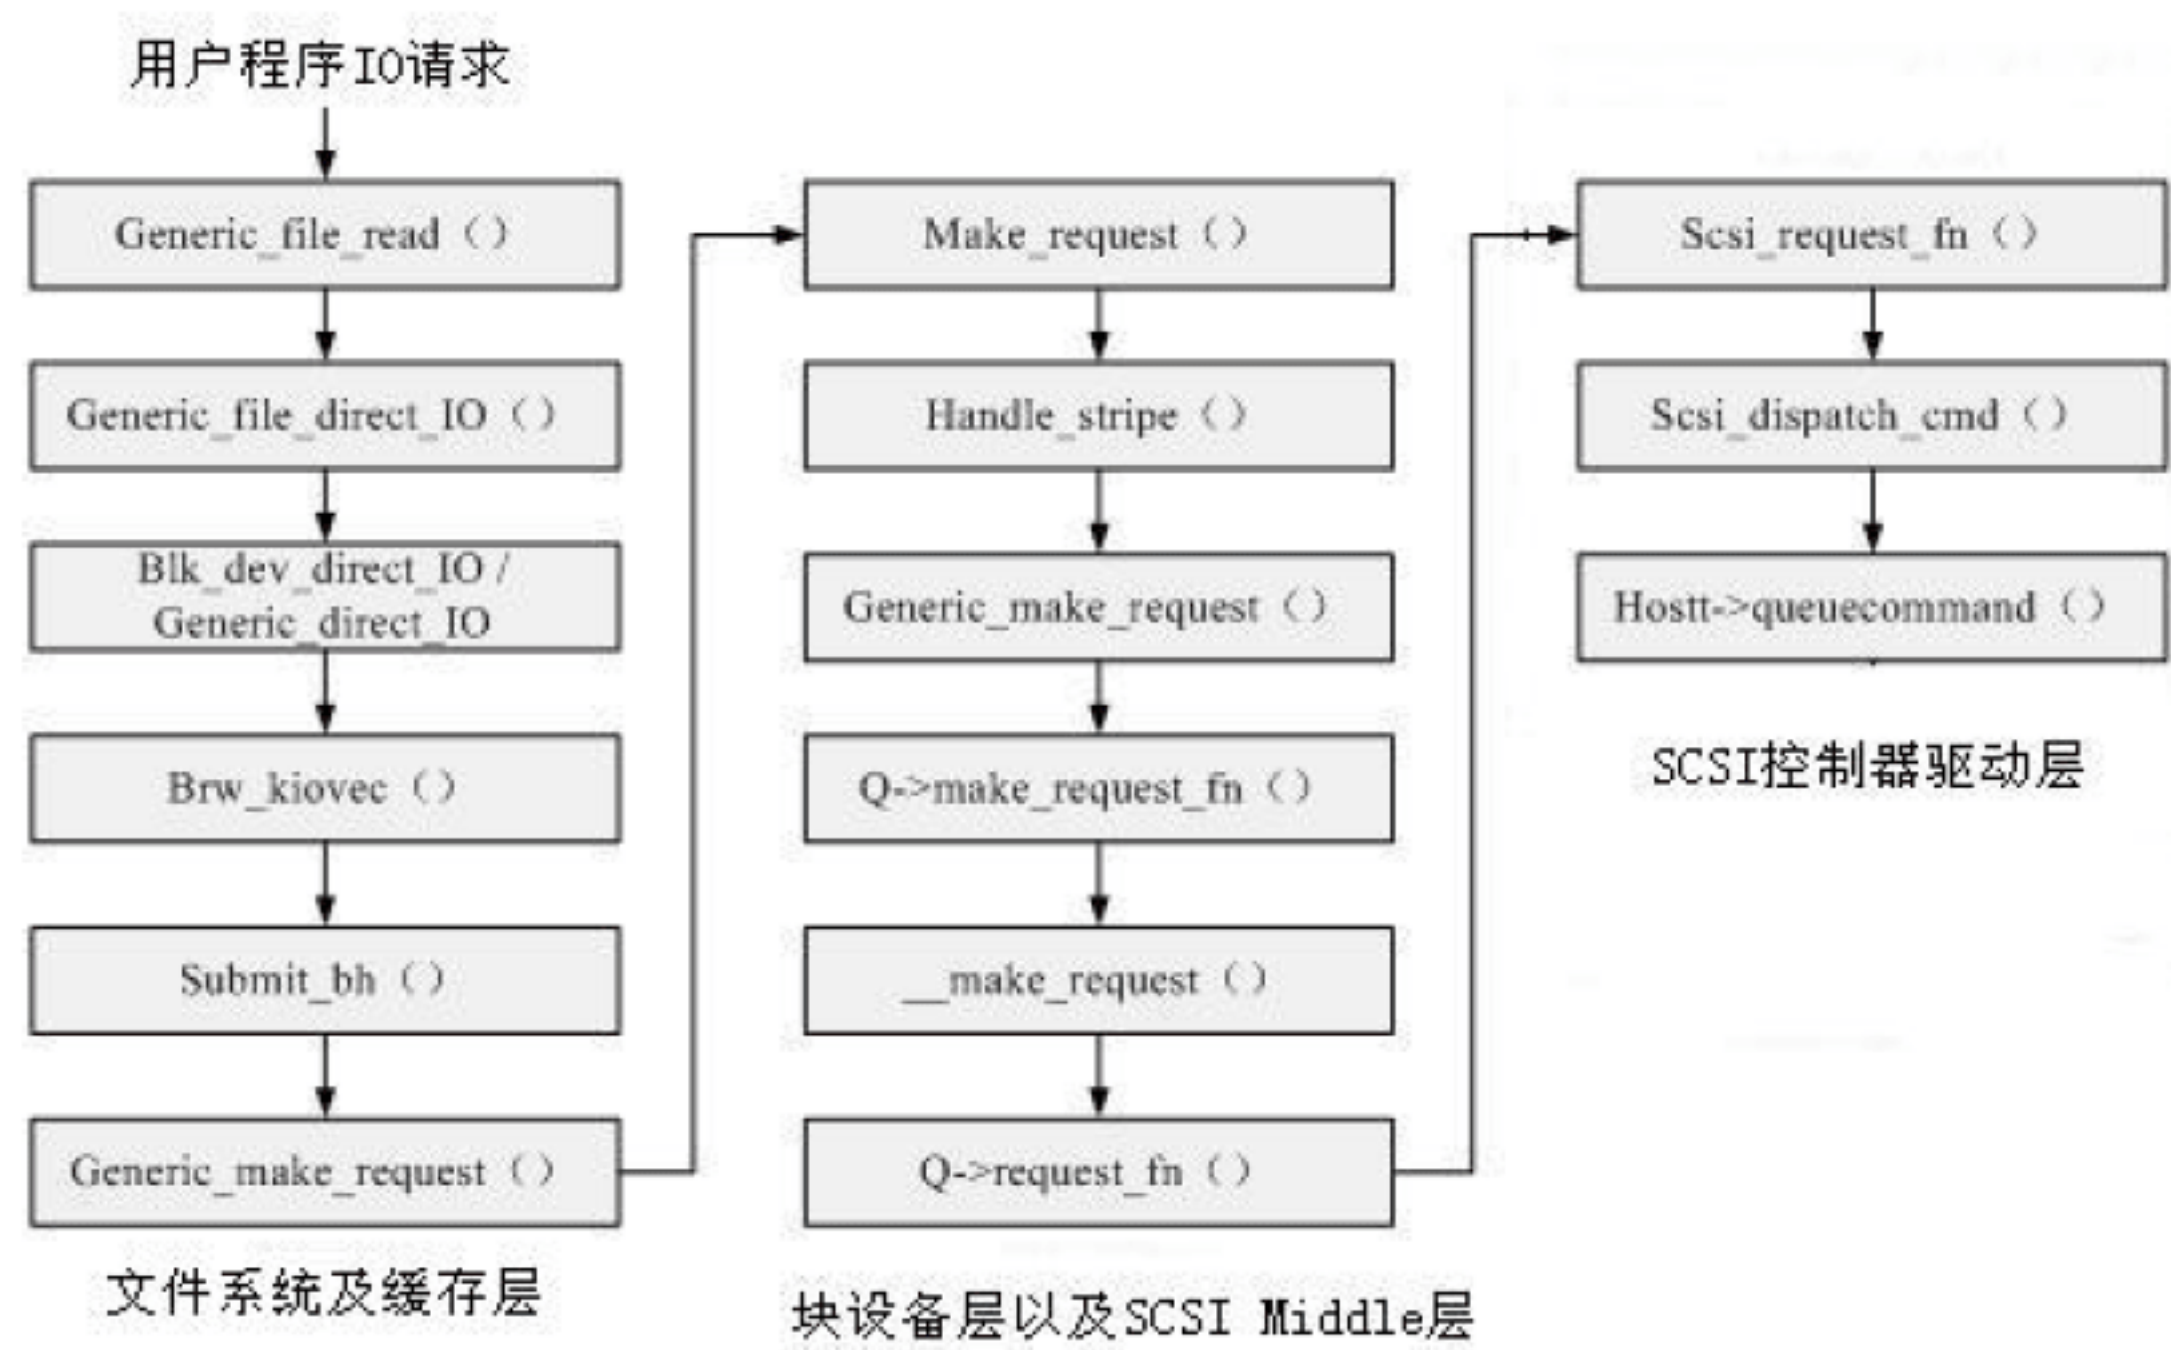 用户程序IO请求
Generic_file_read（）
Generic_file_direct_IO（）
Blk_dev_direct_IO /
Generic_direct_IO
Brw_kiovec（）
Submit_bh（）
Generic_make_request（）
文件系统及缓存层
Make_request（）
Handle_stripe（）
Generic_make_request（）
Q->make_request_fn（）
__make_request（）
Q->request_fn（）
块设备层以及SCSI Middle层
Scsi_request_fn（）
Scsi_dispatch_cmd（）
Hostt->queuecommand（）
SCSI控制器驱动层